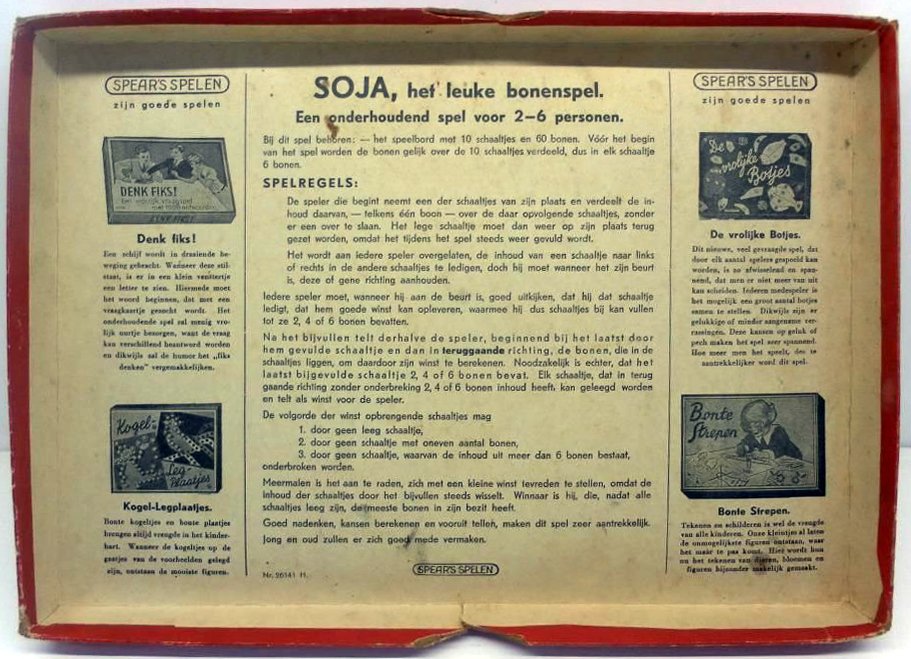 SPEAR'S SPELEN
zijn goede spelen
DENK FIKS!
Denk fiks!
Een schijf wordt in draaiende be-
weging gebracht. Wanneer deze stil-
staat, is er in een klein venstertje
een letter te zien. Hiermede moet
het woord beginnen, dat met een
vraagkaartje gezocht wordt. Het
onderhoudende spel zal menig vro-
lijk uurtje bezorgen, want de vraag
kan verschillend beantwoord worden
en dikwijls zal de humor het „fiks
denken" vergemakkelijken.
Kogel-
Leg-
Plaatjes
Kogel-Legplaatjes.
Bonte kogeltjes en bonte plaatjes
brengen altijd vreugde in het kinder-
hart. Wanneer de kogeltjes op de
gaatjes van de voorbeelden gelegd
zijn, ontstaan de mooiste figuren.
SOJA, het leuke bonenspel.
Een onderhoudend spel voor 2–6 personen.
Bij dit spel behoren: — het speelbord met 10 schaaltjes en 60 bonen. Vóór het begin
van het spel worden de bonen gelijk over de 10 schaaltjes verdeeld, dus in elk schaaltje
6 bonen.
SPELREGELS:
De speler die begint neemt een der schaaltjes van zijn plaats en verdeelt de in-
houd daarvan, — telkens één boon — over de daar opvolgende schaaltjes, zonder
er een over te slaan. Het lege schaaltje moet dan weer op zijn plaats terug
gezet worden, omdat het tijdens het spel steeds weer gevuld wordt.
Het wordt aan iedere speler overgelaten, de inhoud van een schaaltje naar links
of rechts in de andere schaaltjes te ledigen, doch hij moet wanneer het zijn beurt
is, deze of gene richting aanhouden.
Iedere speler moet, wanneer hij aan de beurt is, goed uitkijken, dat hij dat schaaltje
ledigt, dat hem goede winst kan opleveren, waarmee hij dus schaaltjes bij kan vullen
tot ze 2, 4 of 6 bonen bevatten.
Na het bijvullen telt derhalve de speler, beginnend bij het laatst door
hem gevulde schaaltje en dan in teruggaande richting, de bonen, die in de
schaaltjes liggen, om daardoor zijn winst te berekenen. Noodzakelijk is echter, dat het
laatst bijgevulde schaaltje 2, 4 of 6 bonen bevat. Elk schaaltje, dat in terug
gaande richting zonder onderbreking 2, 4 of 6 bonen inhoud heeft, kan geleegd worden
en telt als winst voor de speler.
De volgorde der winst opbrengende schaaltjes mag
1. door geen leeg schaaltje,
2. door geen schaaltje met oneven aantal bonen,
3. door geen schaaltje, waarvan de inhoud uit meer dan 6 bonen bestaat,
onderbroken worden.
Meermalen is het aan te raden, zich met een kleine winst tevreden te stellen, omdat de
inhoud der schaaltjes door het bijvullen steeds wisselt. Winnaar is hij, die, nadat alle
schaaltjes leeg zijn, de meeste bonen in zijn bezit heeft.
Goed nadenken, kansen berekenen en vooruit tellen, maken dit spel zeer aantrekkelijk.
Jong en oud zullen er zich goed mede vermaken.
Nr. 26141 H.
SPEAR'S SPELEN
SPEAR'S SPELEN
zijn goede spelen
De
vrolijke
Botjes
De vrolijke Botjes.
Dit nieuwe, veel gevraagde spel, dat
door elk aantal spelers gespeeld kan
worden, is zo afwisselend en span-
nend, dat men er niet meer van uit
kan scheiden. Iedere medespeler is
het mogelijk een groot aantal botjes
samen te stellen. Dikwijls zijn er
gelukkige of minder aangename ver-
rassingen. Deze kansen op geluk of
pech maken het spel zeer spannend.
Hoe meer men het speelt, des te
aantrekkelijker word dit spel.
Bonte
Strepen
Bonte Strepen.
Tekenen en schilderen is wel de vreugde
van alle kinderen. Onze kleintjes al laten
de onmogelijkste figuren ontstaan, waar
het maar te pas komt. Hier wordt hun
nu het tekenen van dieren, bloemen en
figuren bijzonder makkelijk gemaakt.